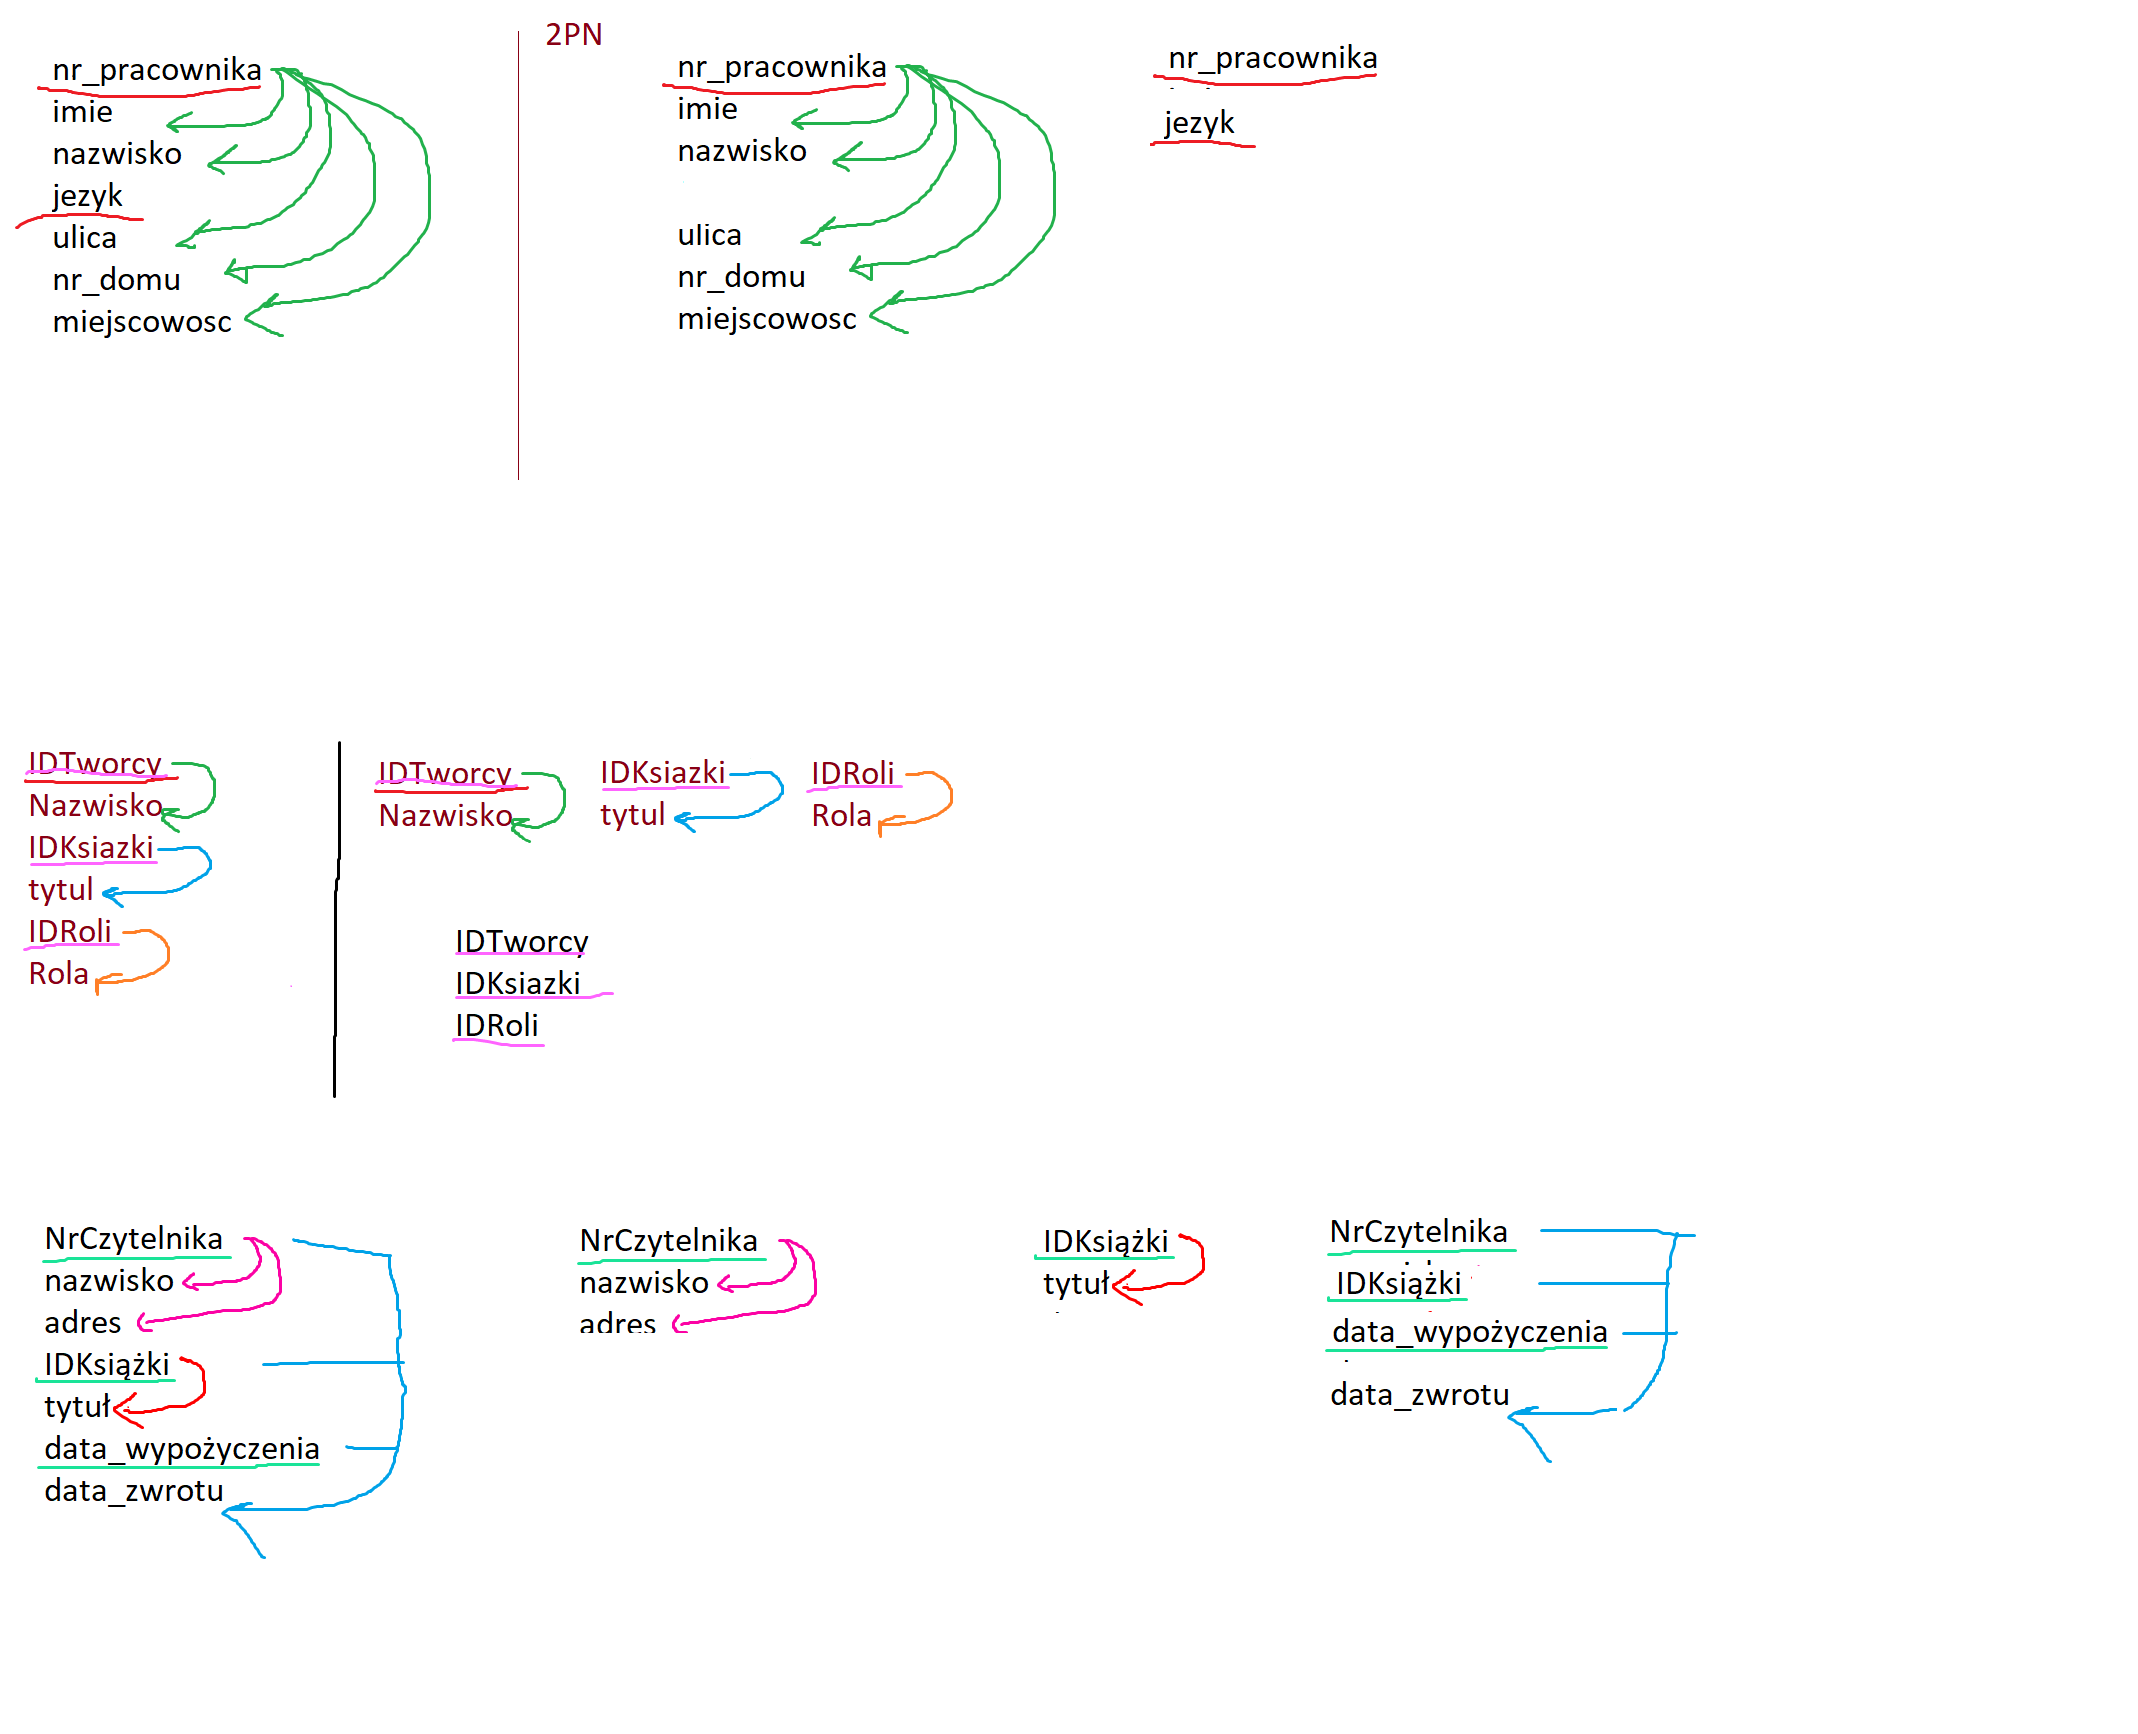 nr_pracownika
imie
nazwisko
jezyk
ulica
nr_domu
miejscowosc
2PN
nr_pracownika
imie
nazwisko
ulica
nr_domu
miejscowosc
nr_pracownika
jezyk
IDTworcy
Nazwisko
IDKsiazki
tytul
IDRoli
Rola
IDTworcy
Nazwisko
IDKsiazki
tytul
IDRoli
Rola
IDTworcy
IDKsiazki
IDRoli
NrCzytelnika
nazwisko
adres
IDKsiążki
tytuł
data_wypożyczenia
data_zwrotu
NrCzytelnika
nazwisko
adres
IDKsiążki
tytuł
NrCzytelnika
IDKsiążki
data_wypożyczenia
data_zwrotu